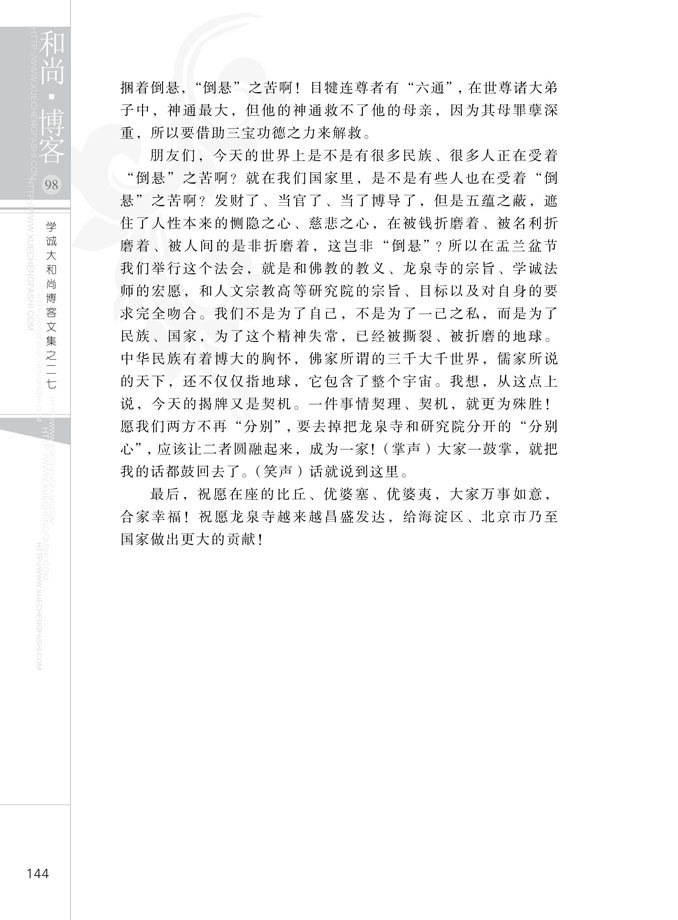 和尚·博客
98
学诚大和尚博客文集之二七
HTTP://WWW.XUECHENGFASHI.COM
捆着倒悬，“倒悬”之苦啊！目犍连尊者有“六通”，在世尊诸大弟
子中，神通最大，但他的神通救不了他的母亲，因为其母罪孽深
重，所以要借助三宝功德之力来解救。
朋友们，今天的世界上是不是有很多民族、很多人正在受着
“倒悬”之苦啊？就在我们国家里，是不是有些人也在受着“倒
悬”之苦啊？发财了、当官了、当了博导了，但是五蕴之蔽，遮
住了人性本来的恻隐之心、慈悲之心，在被钱折磨着、被名利折
磨着、被人间的是非折磨着，这岂非“倒悬”？所以在盂兰盆节
我们举行这个法会，就是和佛教的教义、龙泉寺的宗旨、学诚法
师的宏愿，和人文宗教高等研究院的宗旨、目标以及对自身的要
求完全吻合。我们不是为了自己，不是为了一己之私，而是为了
民族、国家，为了这个精神失常，已经被撕裂、被折磨的地球。
中华民族有着博大的胸怀，佛家所谓的三千大千世界，儒家所说
的天下，还不仅仅指地球，它包含了整个宇宙。我想，从这点上
说，今天的揭牌又是契机。一件事情契理、契机，就更为殊胜！
愿我们两方不再“分别”，要去掉把龙泉寺和研究院分开的“分别
心”，应该让二者圆融起来，成为一家！（掌声）大家一鼓掌，就把
我的话都鼓回去了。（笑声）话就说到这里。
最后，祝愿在座的比丘、优婆塞、优婆夷，大家万事如意，
合家幸福！祝愿龙泉寺越来越昌盛发达，给海淀区、北京市乃至
国家做出更大的贡献！
144